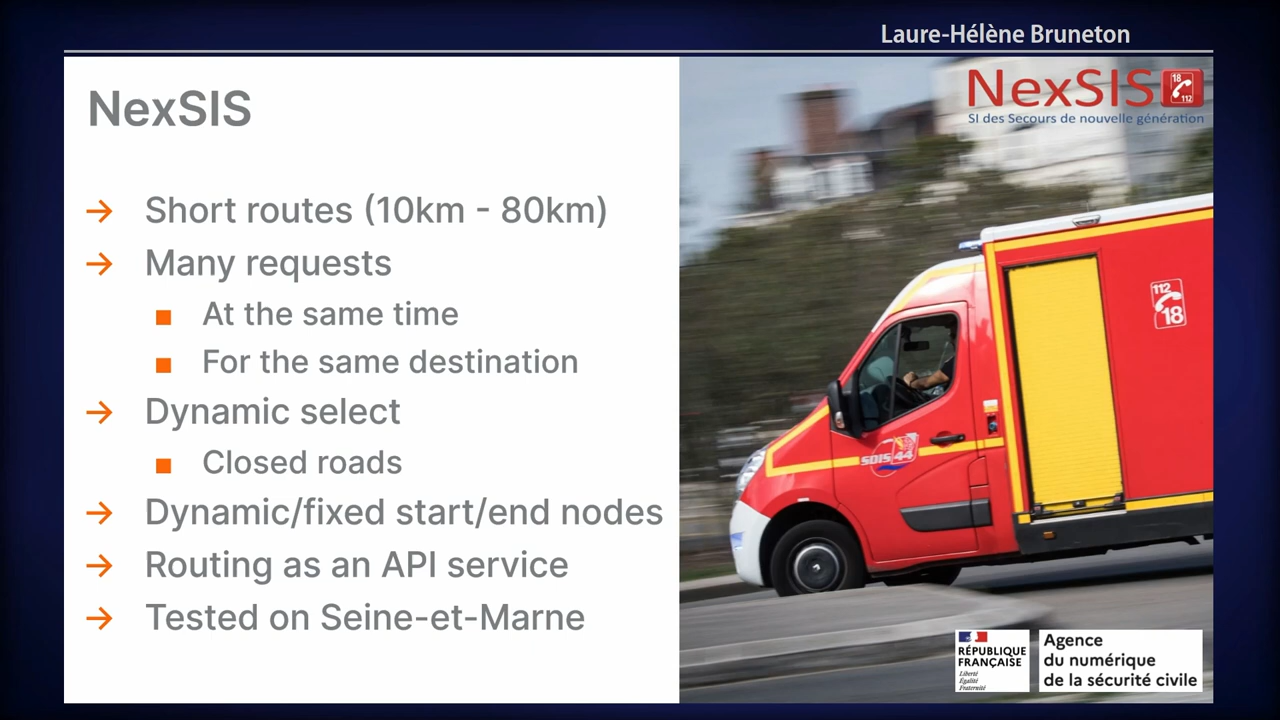 Laure-Hélène Bruneton
NexSIS
→ Short routes (10km - 80km)
→ Many requests
■ At the same time
■ For the same destination
→ Dynamic select
■ Closed roads
→ Dynamic/fixed start/end nodes
→ Routing as an API service
→ Tested on Seine-et-Marne
NexSIS 18 112
SI des Secours de nouvelle génération
112
18
SDIS 44
RÉPUBLIQUE
FRANÇAISE
Liberté
Égalité
Fraternité
Agence
du numérique
de la sécurité civile